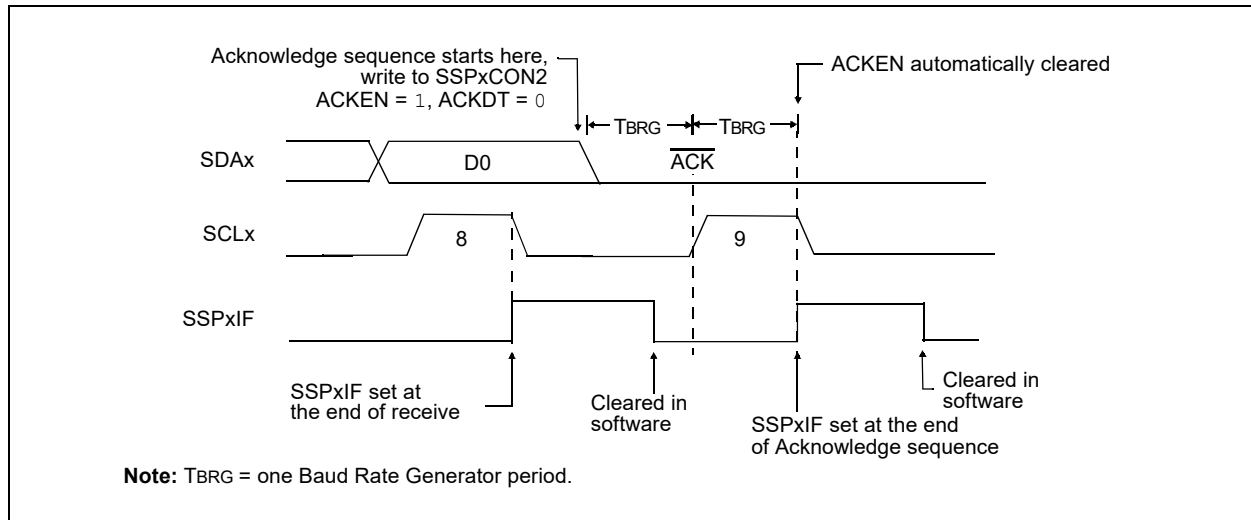 Acknowledge sequence starts here,
write to SSPxCON2
ACKEN = 1, ACKDT = 0
ACKEN automatically cleared
TBRG
TBRG
SDAx
D0
ACK
SCLx
8
9
SSPxIF
SSPxIF set at
the end of receive
Cleared in
software
SSPxIF set at the end
of Acknowledge sequence
Cleared in
software
Note: TBRG = one Baud Rate Generator period.